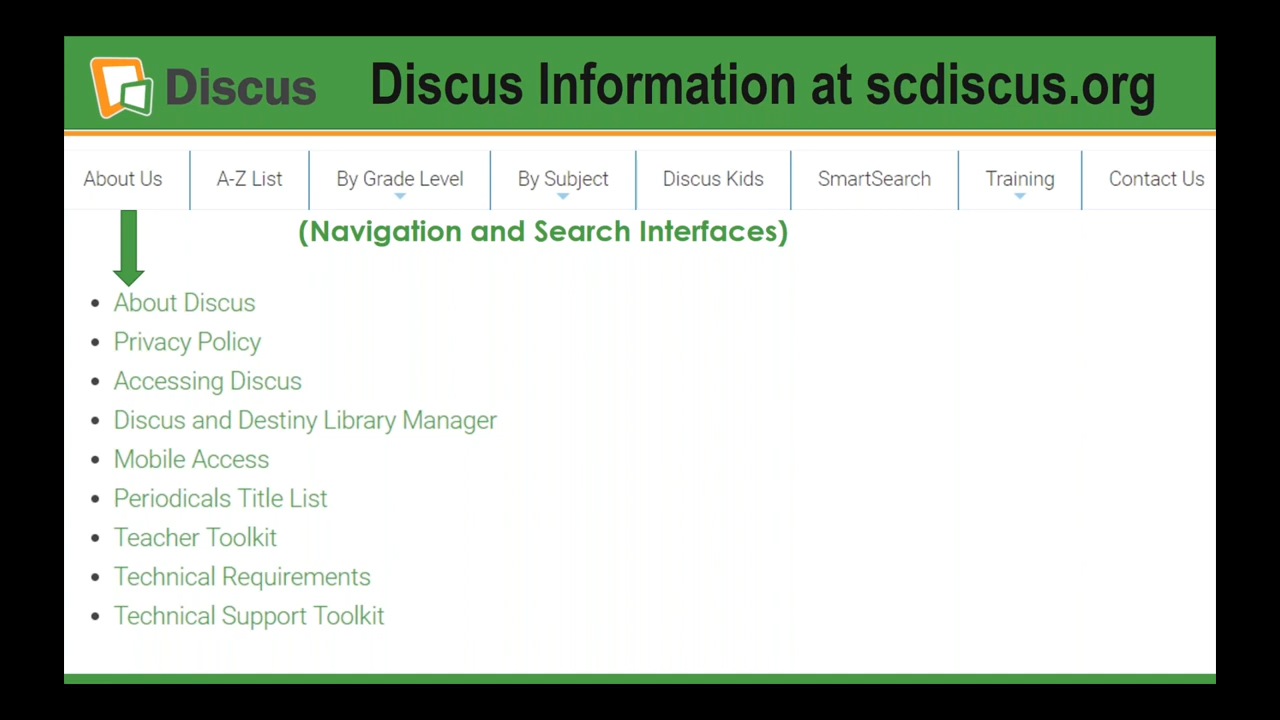 Discus
Discus Information at scdiscus.org
About Us A-Z List By Grade Level By Subject Discus Kids SmartSearch Training Contact Us
(Navigation and Search Interfaces)
• About Discus
• Privacy Policy
• Accessing Discus
• Discus and Destiny Library Manager
• Mobile Access
• Periodicals Title List
• Teacher Toolkit
• Technical Requirements
• Technical Support Toolkit